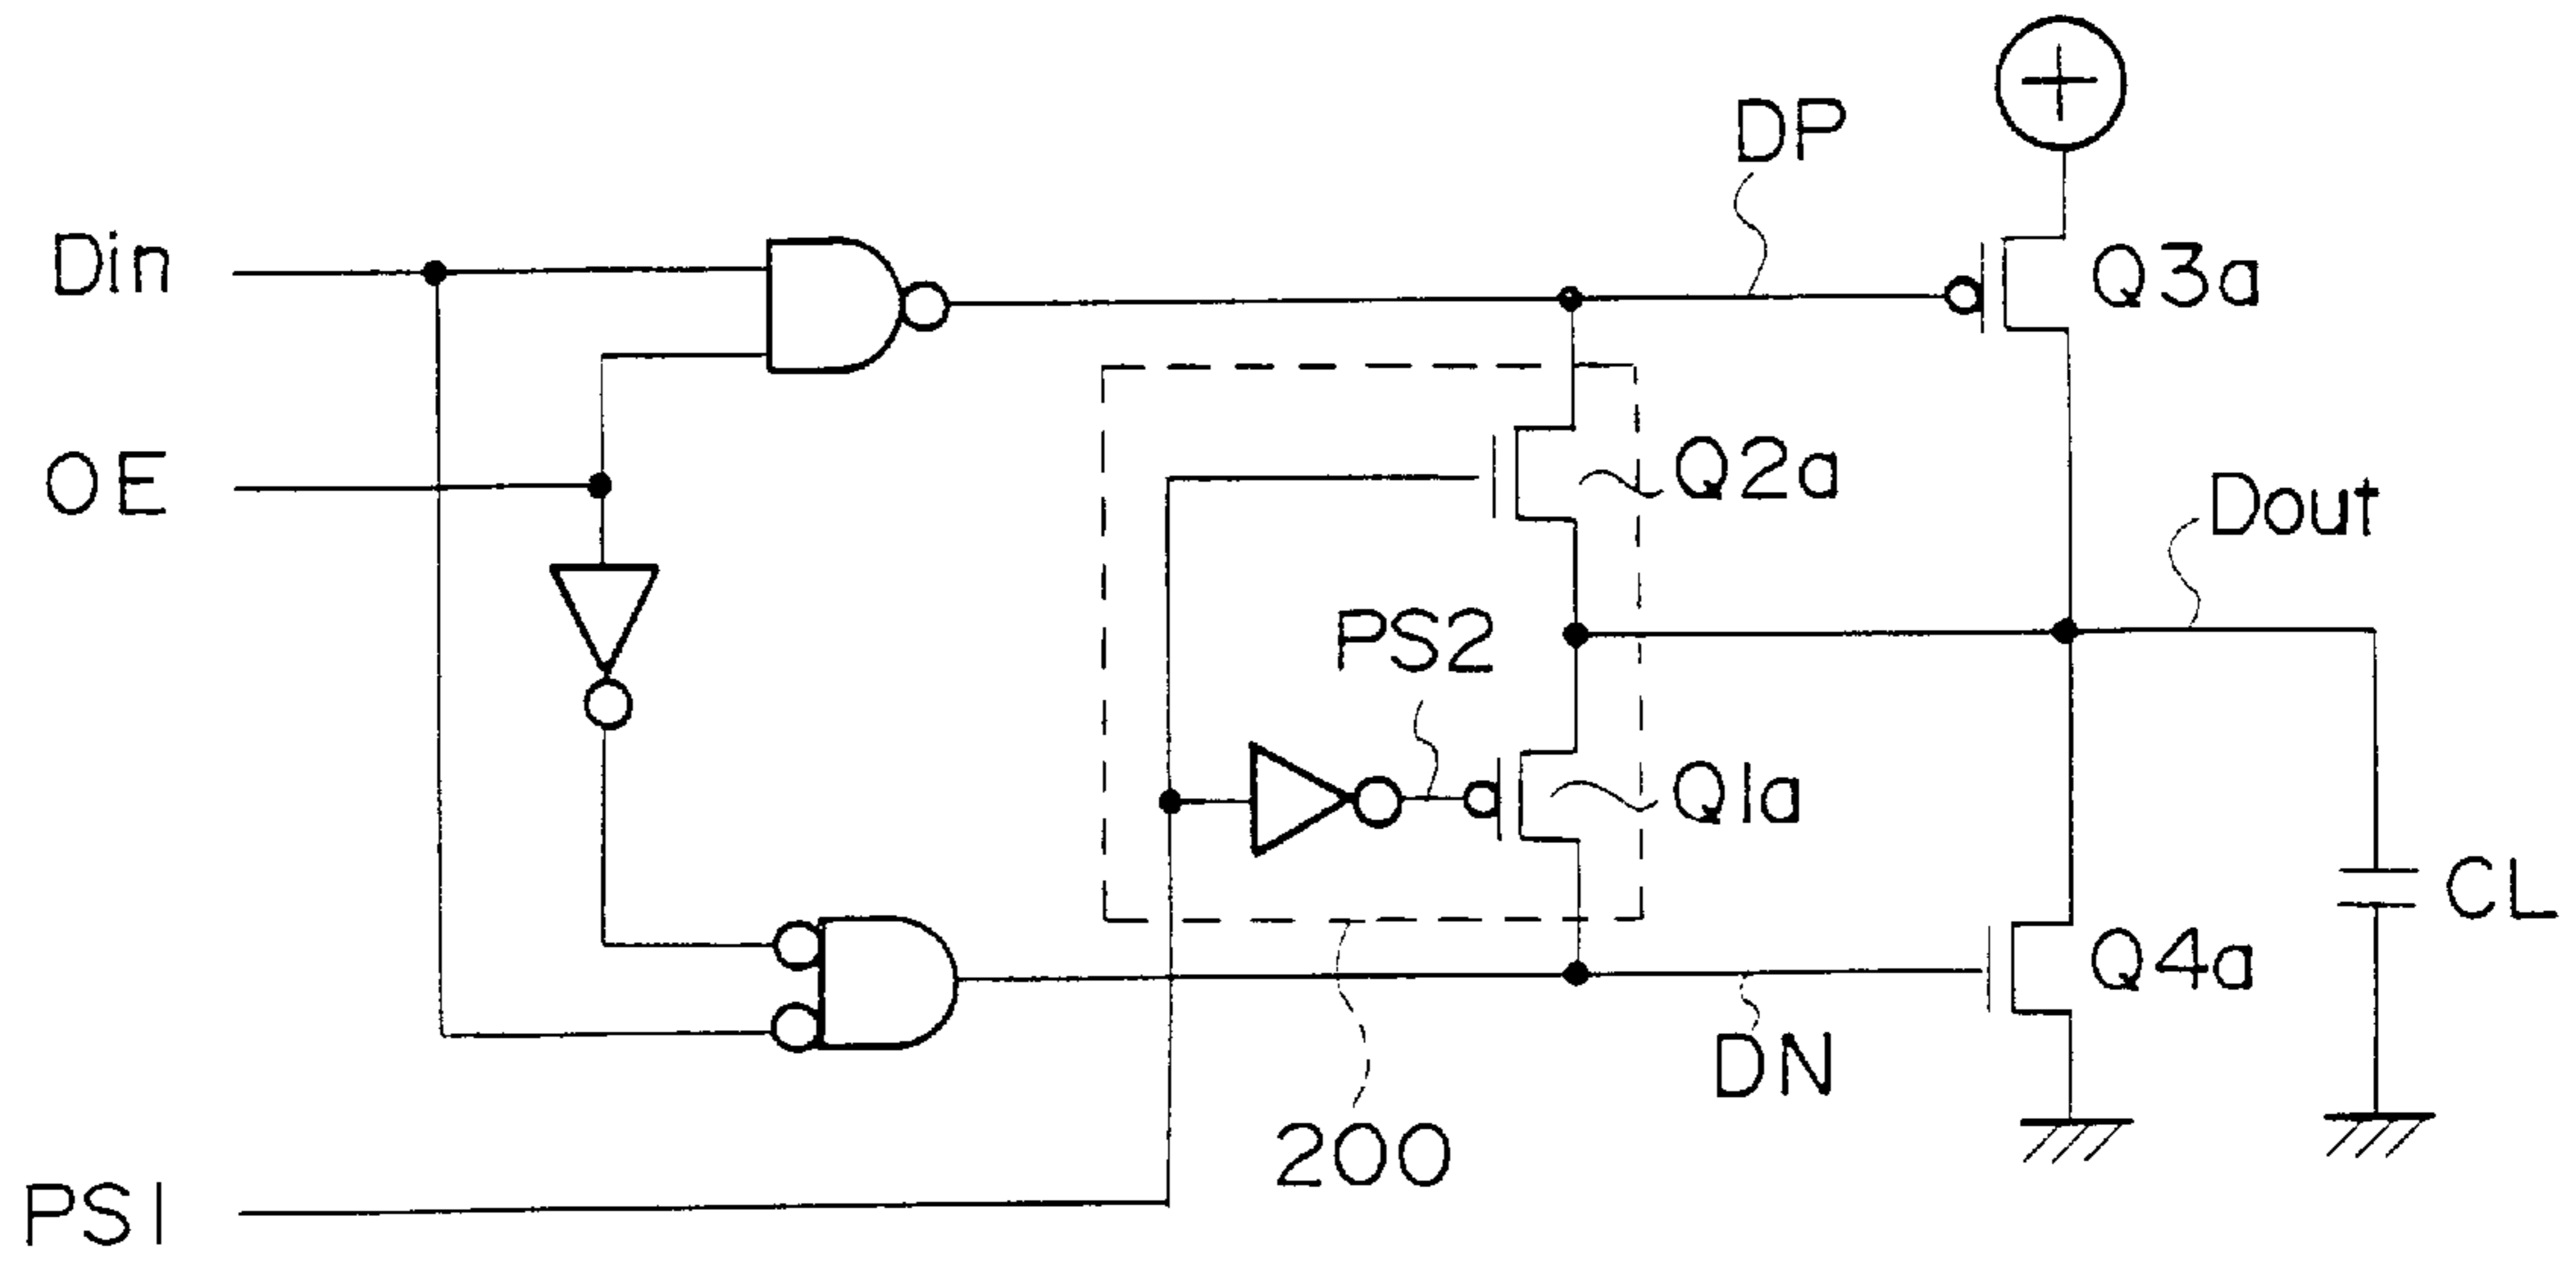 DP
Din
Q3a
OE
Q2a
Dout
PS2
Q1a
CL
Q4a
DN
200
PS1